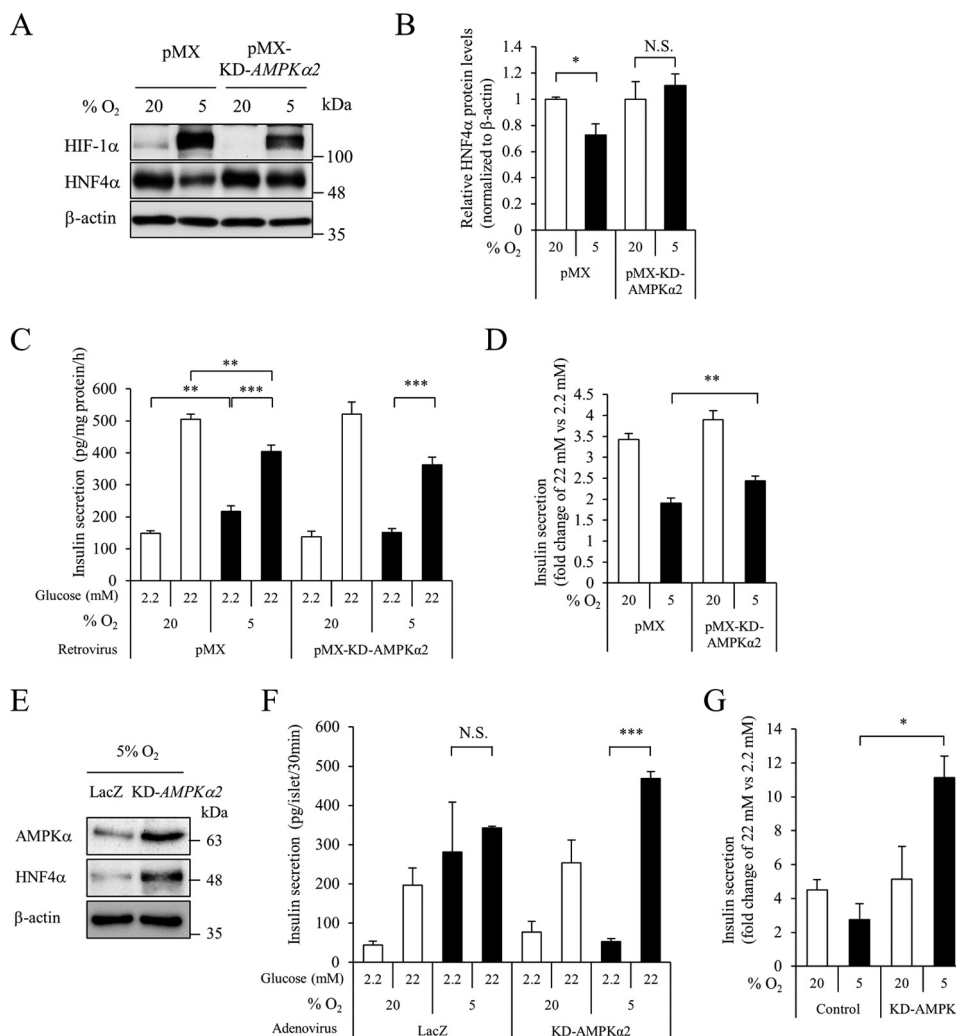 A
pMX
pMX-
KD-AMPKα2
% O2
20
5
20
5
kDa
HIF-1α
100
HNF4α
48
β-actin
35
B
Relative HNF4α protein levels
(normalized to β-actin)
1.4
1.2
1
0.8
0.6
0.4
0.2
0
*
N.S.
% O2
20
5
20
5
pMX
pMX-KD-
AMPKα2
C
Insulin secretion (pg/mg protein/h)
600
500
400
300
200
100
0
**
**
***
***
Glucose (mM)
2.2
22
2.2
22
2.2
22
2.2
22
% O2
20
5
20
5
Retrovirus
pMX
pMX-KD-AMPKα2
D
Insulin secretion
(fold change of 22 mM vs 2.2 mM)
4.5
4
3.5
3
2.5
2
1.5
1
0.5
0
**
% O2
20
5
20
5
pMX
pMX-KD-
AMPKα2
E
5% O2
LacZ
KD-AMPKα2
kDa
AMPKα
63
HNF4α
48
β-actin
35
F
Insulin secretion (pg/islet/30min)
600
500
400
300
200
100
0
N.S.
***
Glucose (mM)
2.2
22
2.2
22
2.2
22
2.2
22
% O2
20
5
20
5
Adenovirus
LacZ
KD-AMPKα2
G
Insulin secretion
(fold change of 22 mM vs 2.2 mM)
14
12
10
8
6
4
2
0
*
% O2
20
5
20
5
Control
KD-AMPK